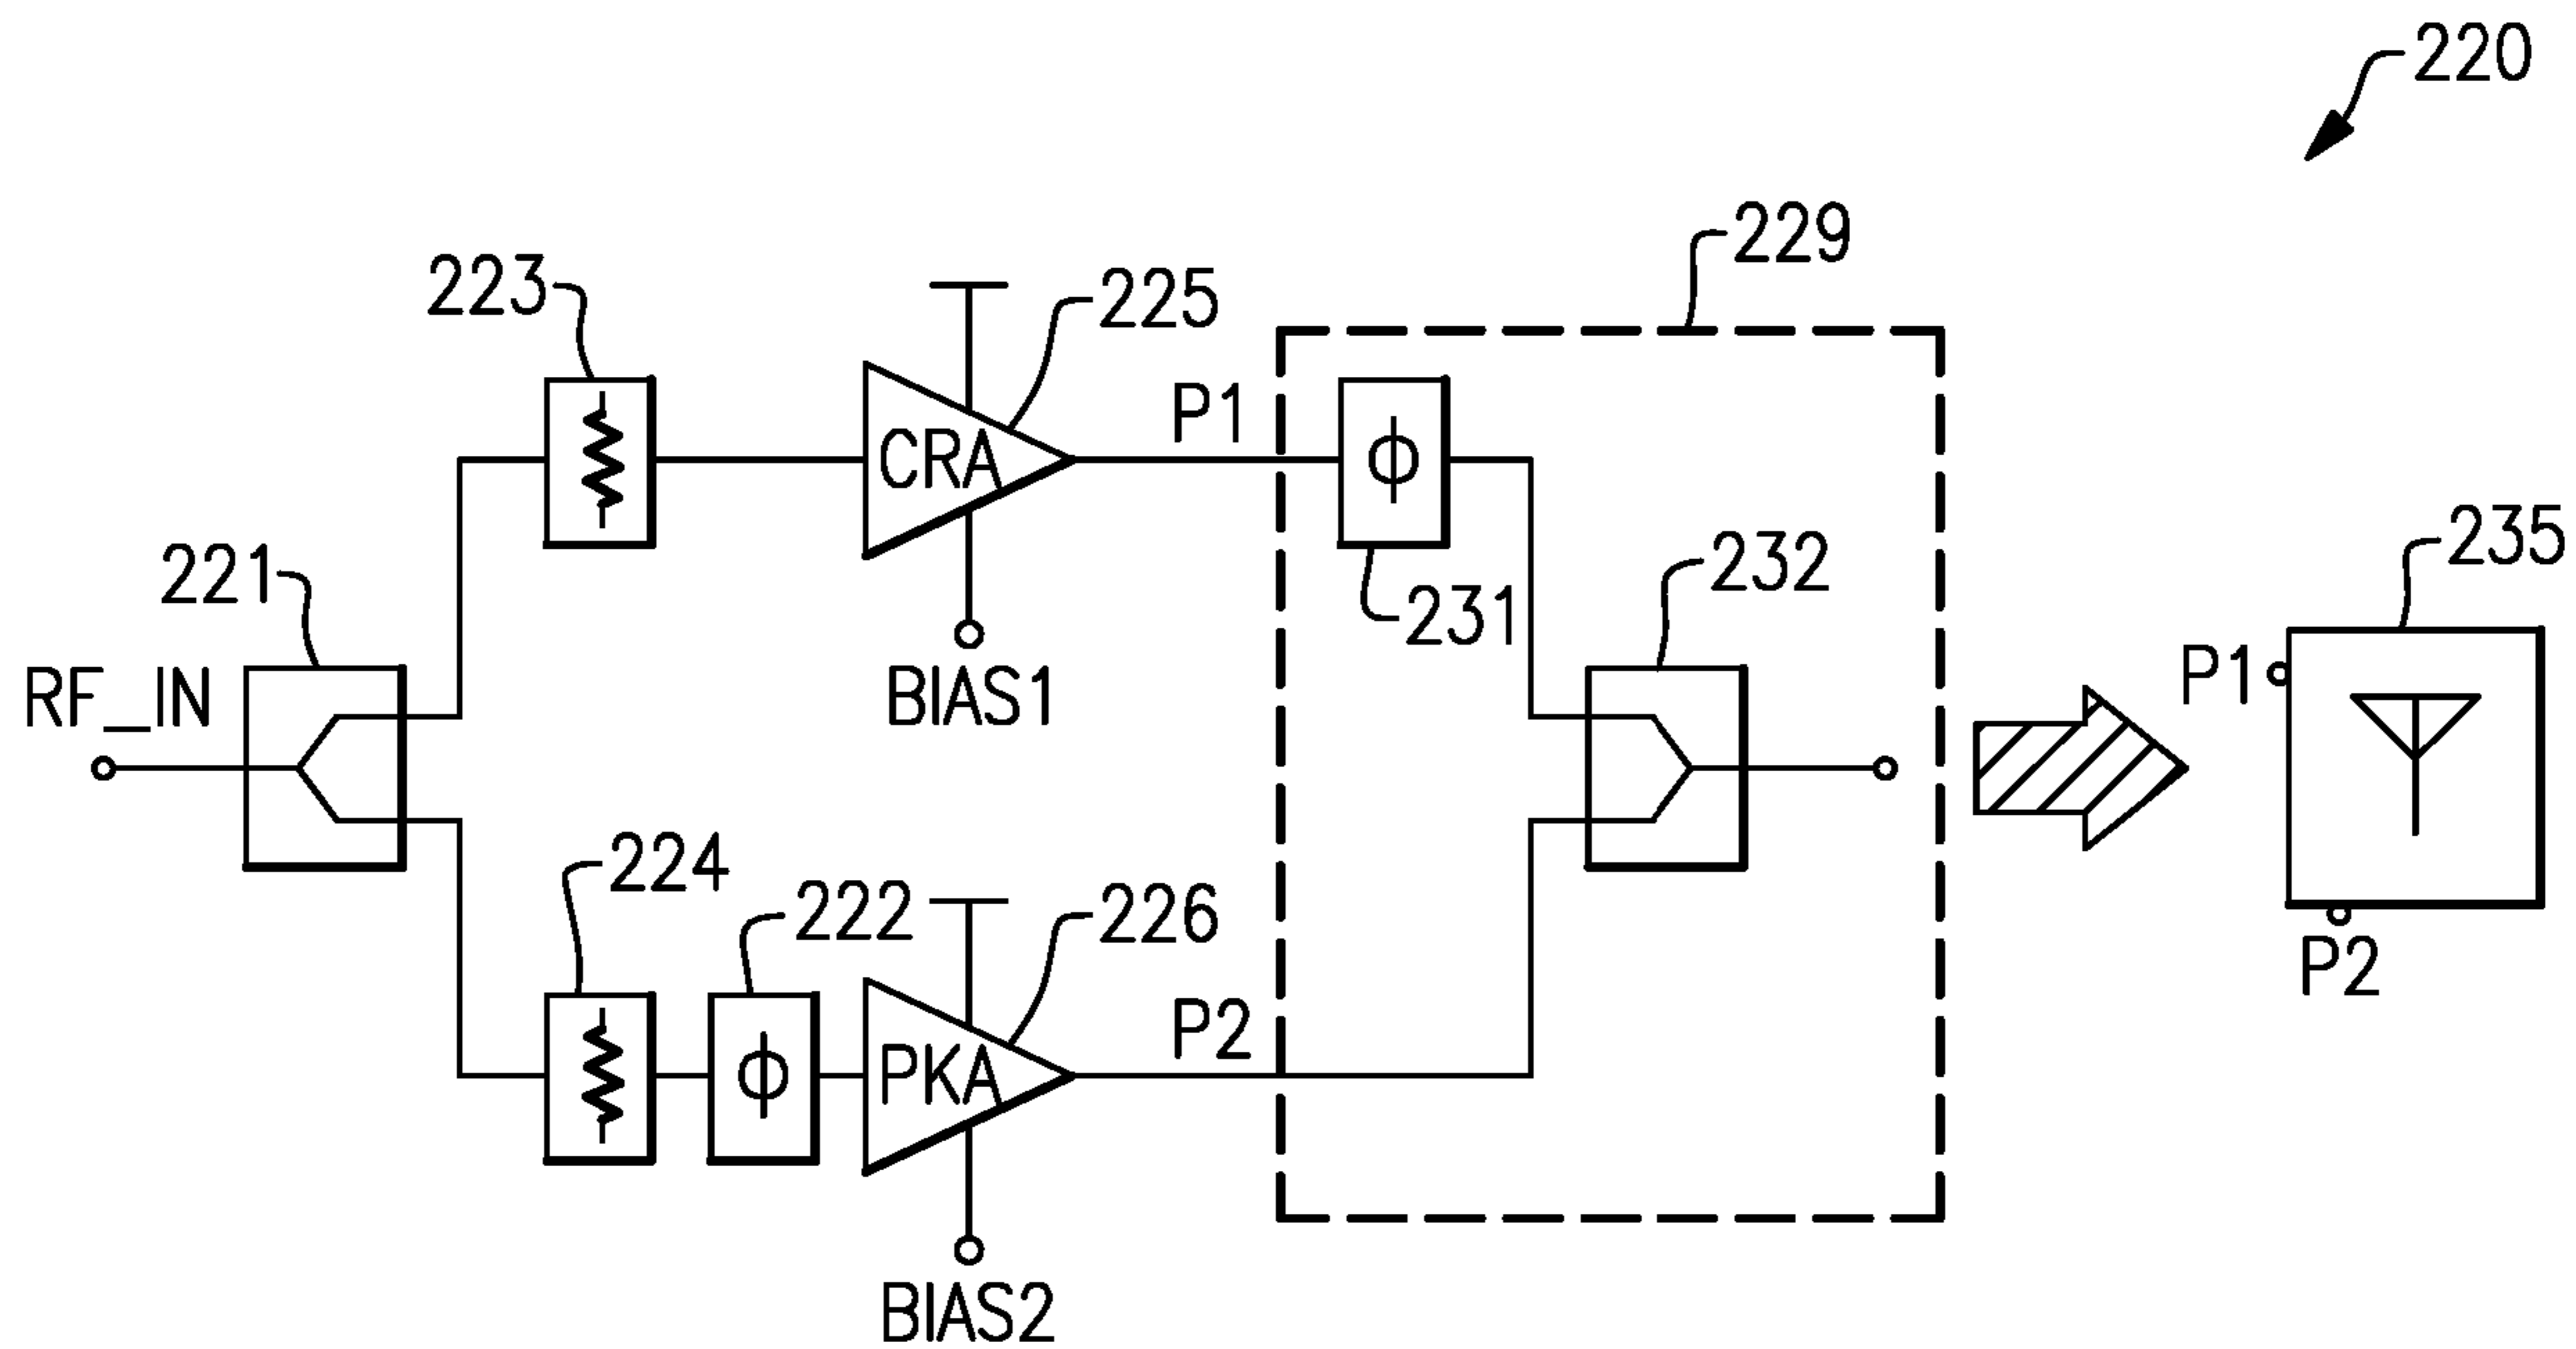 220
229
223
225
P1
CRA
Φ
235
232
221
231
P1
RF_IN
BIAS1
224
222
226
P2
P2
Φ
PKA
BIAS2